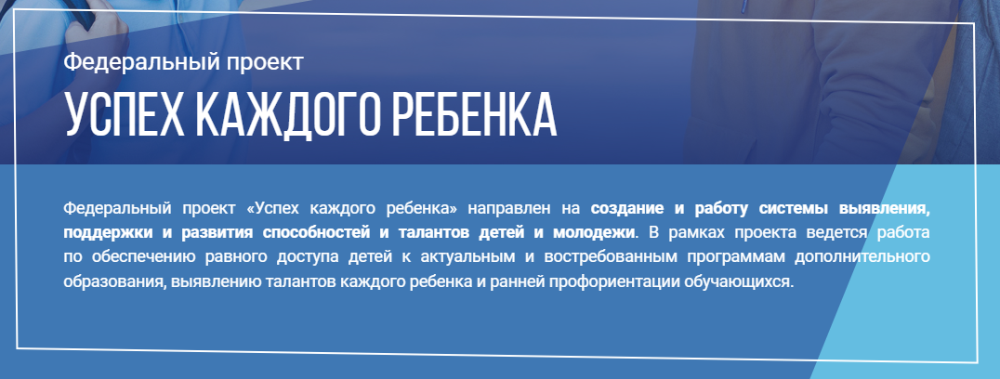 Федеральный проект
УСПЕХ КАЖДОГО РЕБЕНКА
Федеральный проект «Успех каждого ребенка» направлен на создание и работу системы выявления,
поддержки и развития способностей и талантов детей и молодежи. В рамках проекта ведется работа
по обеспечению равного доступа детей к актуальным и востребованным программам дополнительного
образования, выявлению талантов каждого ребенка и ранней профориентации обучающихся.